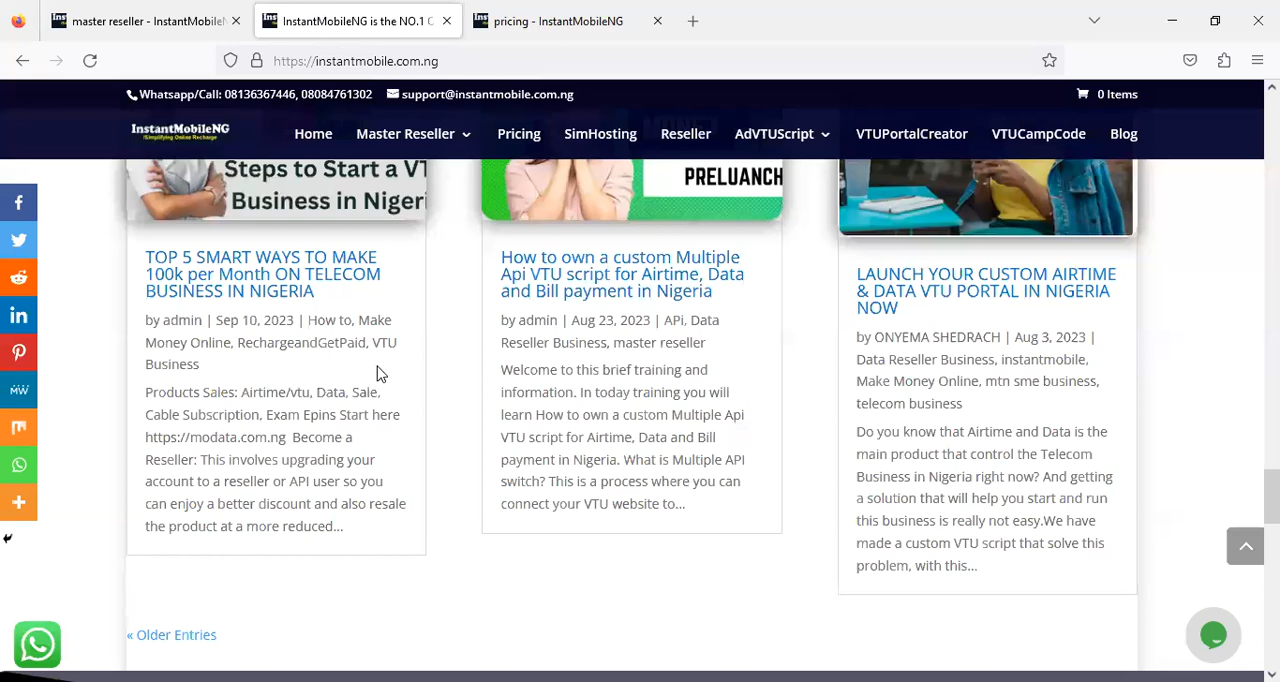 master reseller - InstantMobileN
InstantMobileNG is the NO.1 C
pricing - InstantMobileNG
https://instantmobile.com.ng
Whatsapp/Call: 08136367446, 08084761302
support@instantmobile.com.ng
0 Items
InstantMobileNG
!Simplifying Online Recharge
Home
Master Reseller
Pricing
SimHosting
Reseller
AdVTUScript
VTUPortalCreator
VTUCampCode
Blog
Steps to Start a VT
Business in Nigeri
PRELUANCH
TOP 5 SMART WAYS TO MAKE
100k per Month ON TELECOM
BUSINESS IN NIGERIA
by admin | Sep 10, 2023 | How to, Make
Money Online, RechargeandGetPaid, VTU
Business
Products Sales: Airtime/vtu, Data, Sale,
Cable Subscription, Exam Epins Start here
https://modata.com.ng Become a
Reseller: This involves upgrading your
account to a reseller or API user so you
can enjoy a better discount and also resale
the product at a more reduced...
How to own a custom Multiple
Api VTU script for Airtime, Data
and Bill payment in Nigeria
by admin | Aug 23, 2023 | APi, Data
Reseller Business, master reseller
Welcome to this brief training and
information. In today training you will
learn How to own a custom Multiple Api
VTU script for Airtime, Data and Bill
payment in Nigeria. What is Multiple API
switch? This is a process where you can
connect your VTU website to...
LAUNCH YOUR CUSTOM AIRTIME
& DATA VTU PORTAL IN NIGERIA
NOW
by ONYEMA SHEDRACH | Aug 3, 2023 |
Data Reseller Business, instantmobile,
Make Money Online, mtn sme business,
telecom business
Do you know that Airtime and Data is the
main product that control the Telecom
Business in Nigeria right now? And getting
a solution that will help you start and run
this business is really not easy.We have
made a custom VTU script that solve this
problem, with this...
« Older Entries